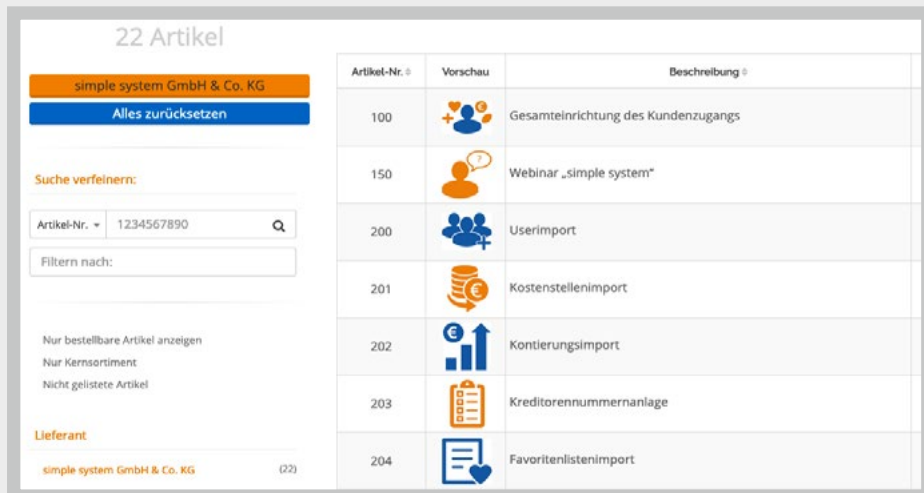 22 Artikel
simple system GmbH & Co. KG
Alles zurücksetzen
Suche verfeinern:
Artikel-Nr. 1234567890
Filtern nach:
Nur bestellbare Artikel anzeigen
Nur Kernsortiment
Nicht gelistete Artikel
Lieferant
simple system GmbH & Co. KG (22)
Artikel-Nr. Vorschau Beschreibung
100 Gesamteinrichtung des Kundenzugangs
150 ? Webinar „simple system“
200 Userimport
201 € Kostenstellenimport
202 € Kontierungsimport
203 Kreditorennummernanlage
204 Favoritenlistenimport